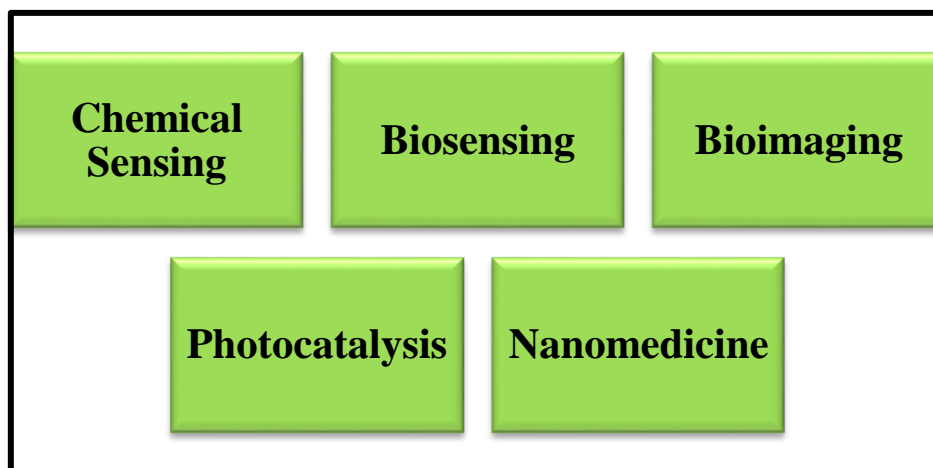 Chemical
Sensing
Biosensing
Bioimaging
Photocatalysis
Nanomedicine